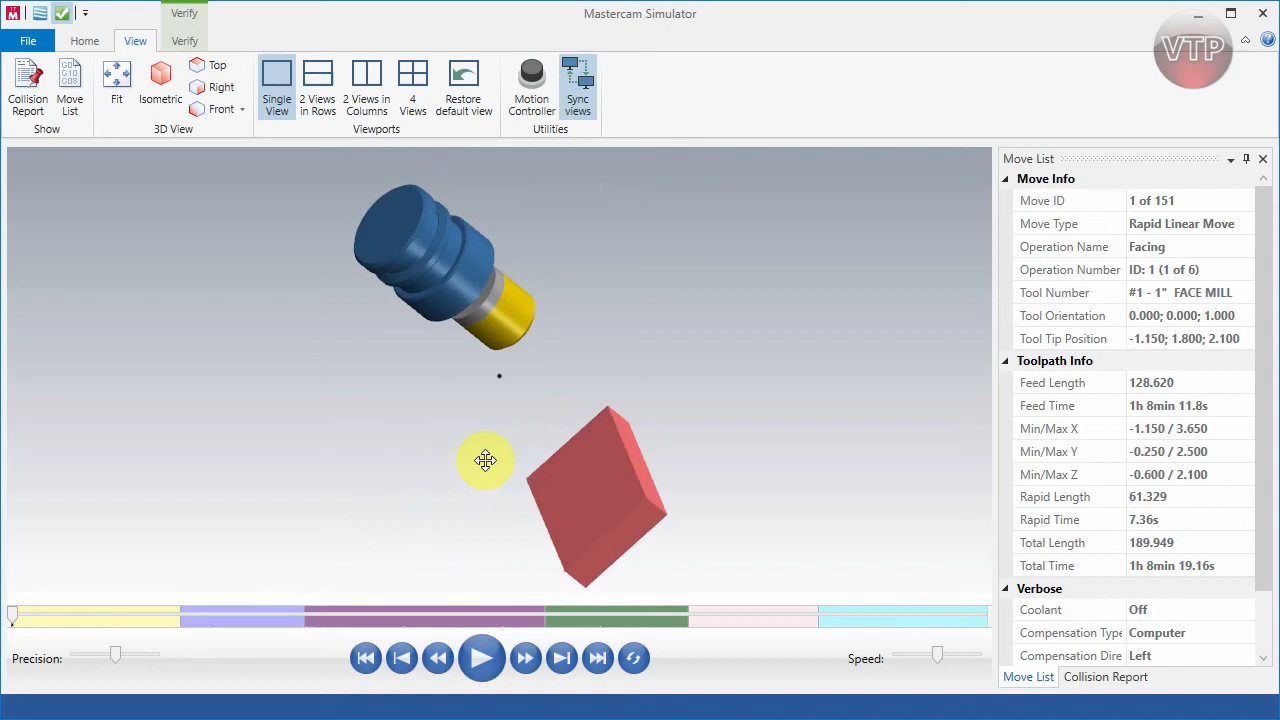 Verify
Mastercam Simulator
File
Home
View
Verify
VTP
Collision Report
Move List
Fit
Isometric
Top
Right
Front
Single View
2 Views in Rows
2 Views in Columns
4 Views
Restore default view
Motion Controller
Sync views
Show
3D View
Viewports
Utilities
G01
G10
G08
Move List
Move Info
Move ID 1 of 151
Move Type Rapid Linear Move
Operation Name Facing
Operation Number ID: 1 (1 of 6)
Tool Number #1 - 1" FACE MILL
Tool Orientation 0.000; 0.000; 1.000
Tool Tip Position -1.150; 1.800; 2.100
Toolpath Info
Feed Length 128.620
Feed Time 1h 8min 11.8s
Min/Max X -1.150 / 3.650
Min/Max Y -0.250 / 2.500
Min/Max Z -0.600 / 2.100
Rapid Length 61.329
Rapid Time 7.36s
Total Length 189.949
Total Time 1h 8min 19.16s
Verbose
Coolant Off
Compensation Type Computer
Compensation Dire Left
Precision:
Speed:
Move List
Collision Report